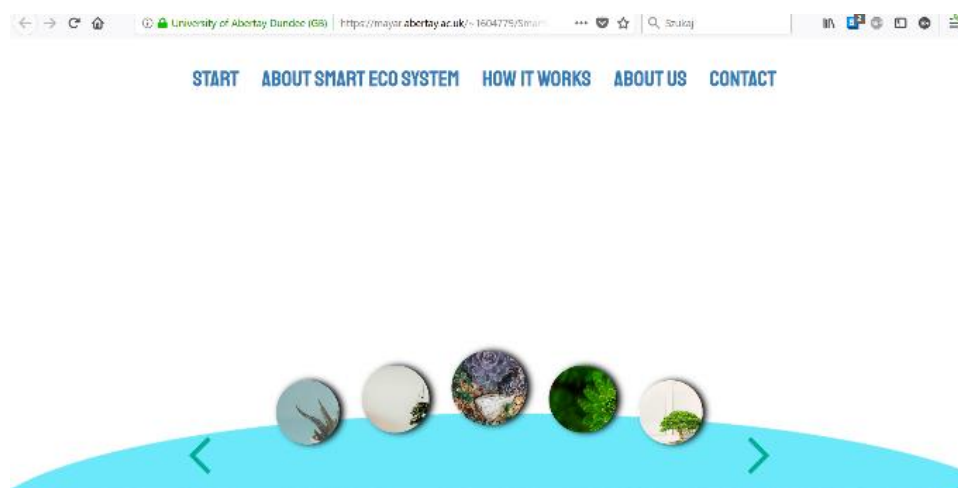 University of Abertay Dundee (GB) https://mayar.abertay.ac.uk/~1604779/Smart Szukaj
START ABOUT SMART ECO SYSTEM HOW IT WORKS ABOUT US CONTACT